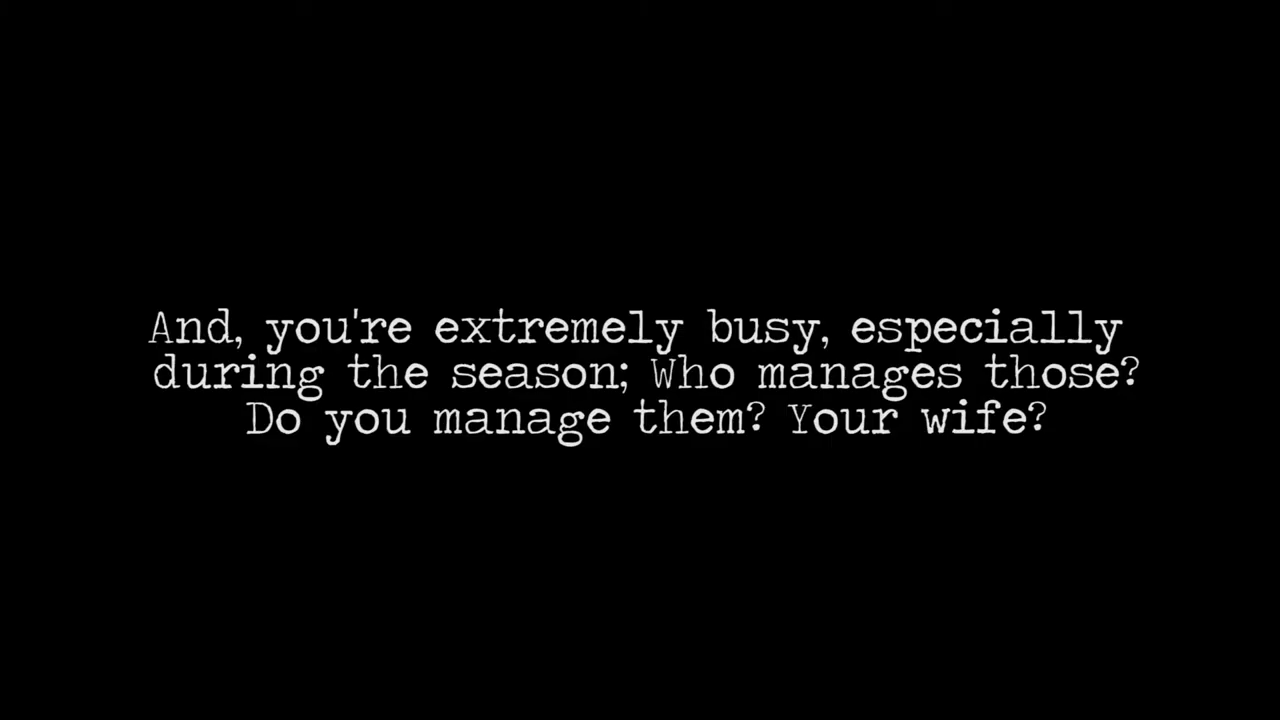 And, you're extremely busy, especially
during the season; Who manages those?
Do you manage them? Your wife?